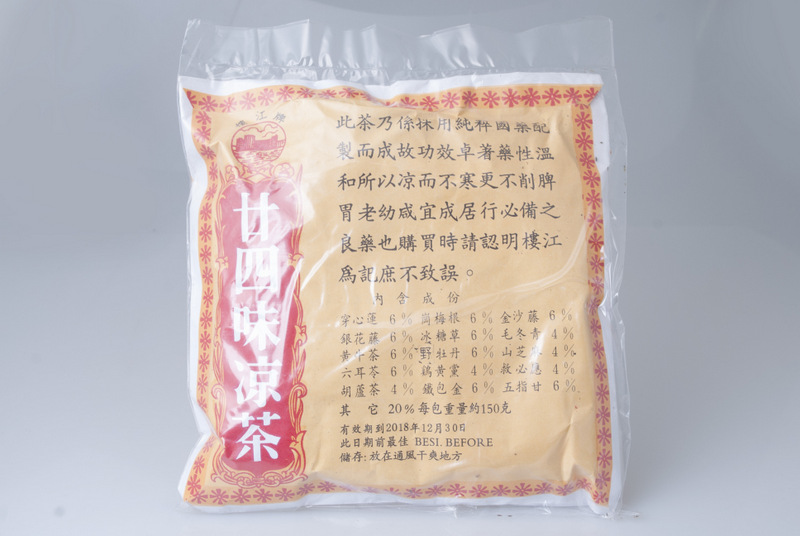 樓江牌
廿四味凉茶
此茶乃係採用純粹國藥配
製而成故功效卓著藥性溫
和所以凉而不寒更不削脾
胃老幼咸宜成居行必備之
良藥也購買時請認明樓江
為記庶不致誤。
內含成份
穿心蓮 6% 崗梅根 6% 金沙藤 6%
銀花藤 6% 冰糖草 6% 毛冬青 4%
黃牛茶 6% 野牡丹 6% 山芝麻 4%
六耳苓 6% 鷄黃黨 4% 救必應 4%
胡蘆茶 4% 鐵包金 6% 五指甘 6%
其它 20% 每包重量約150克
有效期到2018年12月30日
此日期前最佳 BESI. BEFORE
儲存: 放在通風干爽地方